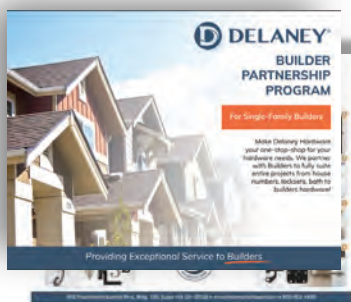 DELANEY®
BUILDER
PARTNERSHIP
PROGRAM
For Single-Family Builders
Make Delaney Hardware
your one-stop-shop for your
hardware needs. We partner
with Builders to fully suite
entire projects from house
numbers, locksets, bath to
builders hardware!
Providing Exceptional Service to Builders